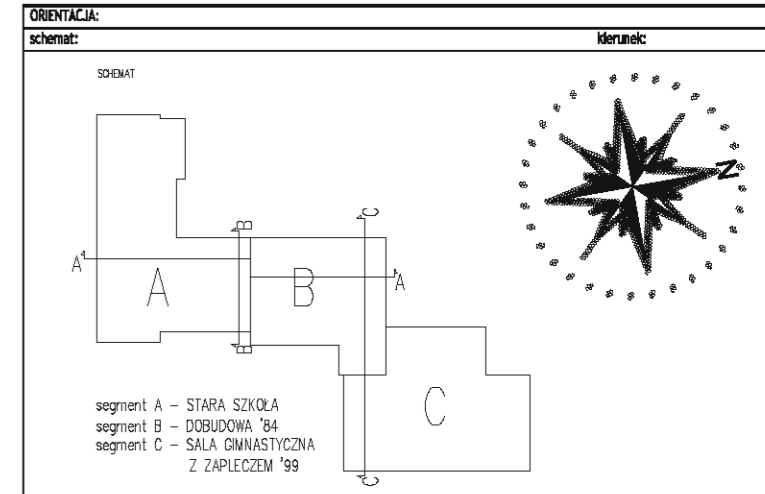 ORIENTACJA:
schemat: kierunek:
SCHEMAT
N
C
B
A A
A B
B
C
segment A – STARA SZKOŁA
segment B – DOBUDOWA '84
segment C – SALA GIMNASTYCZNA
Z ZAPLECZEM '99
C